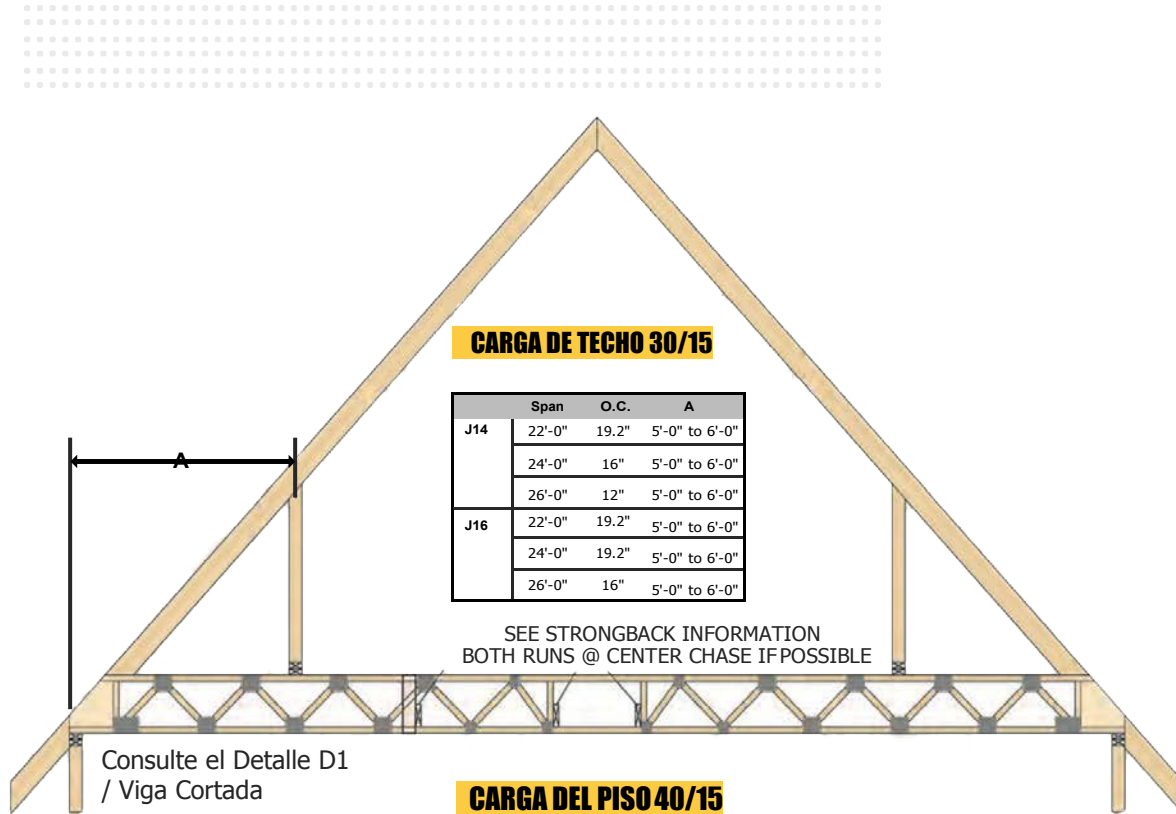 CARGA DE TECHO 30/15
Span O.C. A
J14 22'-0" 19.2" 5'-0" to 6'-0"
24'-0" 16" 5'-0" to 6'-0"
26'-0" 12" 5'-0" to 6'-0"
J16 22'-0" 19.2" 5'-0" to 6'-0"
24'-0" 19.2" 5'-0" to 6'-0"
26'-0" 16" 5'-0" to 6'-0"
A
SEE STRONGBACK INFORMATION
BOTH RUNS @ CENTER CHASE IF POSSIBLE
Consulte el Detalle D1
/ Viga Cortada
CARGA DEL PISO 40/15